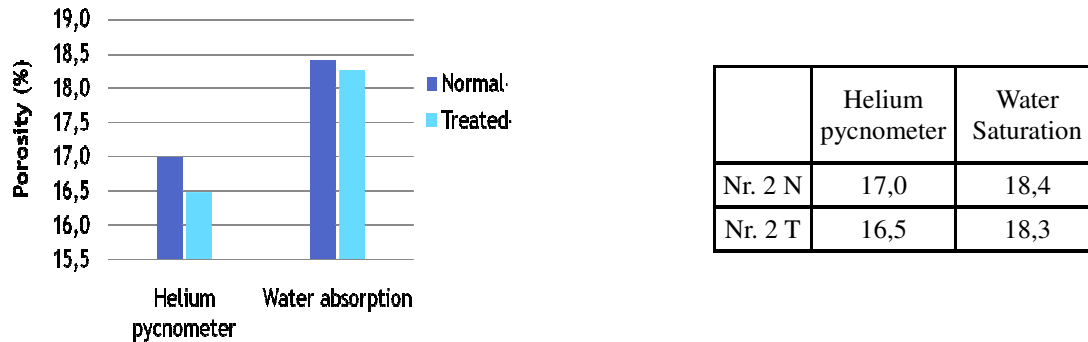 Porosity (%)
19,0
18,5
18,0
17,5
17,0
16,5
16,0
15,5
Helium
pycnometer
Water absorption
Normal
Treated
Helium
pycnometer
Water
Saturation
Nr. 2 N 17,0 18,4
Nr. 2 T 16,5 18,3